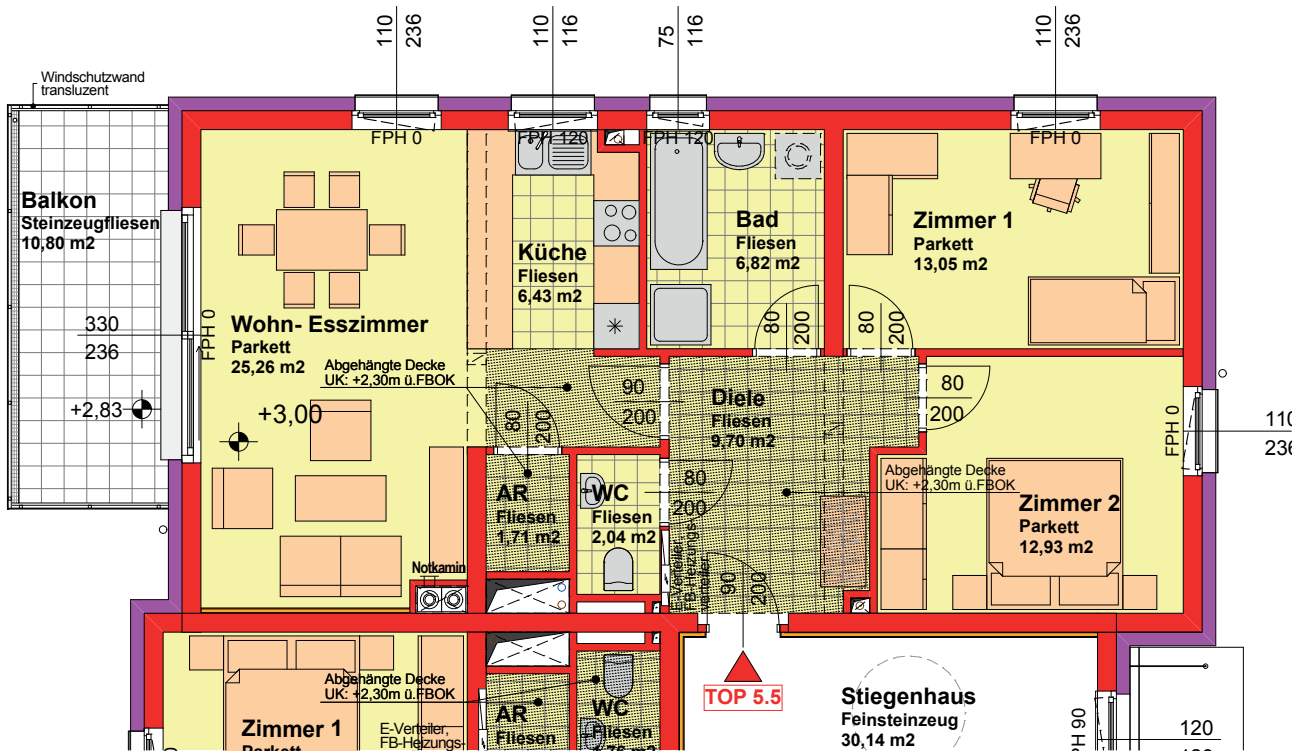 110
236
110
116
75
116
110
236
Windschutzwand
transluzent
FPH 0
FPH 120
FPH 120
FPH 0
Balkon
Steinzeugfliesen
10,80 m2
Küche
Fliesen
6,43 m2
Bad
Fliesen
6,82 m2
Zimmer 1
Parkett
13,05 m2
330
236
FPH 0
Wohn- Esszimmer
Parkett
25,26 m2
Abgehängte Decke
UK: +2,30m ü.FBOK
80
200
80
200
90
200
Diele
Fliesen
9,70 m2
80
200
+2,83
+3,00
80
200
FPH 0
110
236
AR
Fliesen
1,71 m2
WC
Fliesen
2,04 m2
80
200
Abgehängte Decke
UK: +2,30m ü.FBOK
Zimmer 2
Parkett
12,93 m2
Notkamin
E-Verteiler,
FB-Heizungs-
verteiler
90
200
Abgehängte Decke
UK: +2,30m ü.FBOK
TOP 5.5
Zimmer 1
Parkett
E-Verteiler,
FB-Heizungs-
AR
Fliesen
WC
Fliesen
Stiegenhaus
Feinsteinzeug
30,14 m2
FPH 90
120